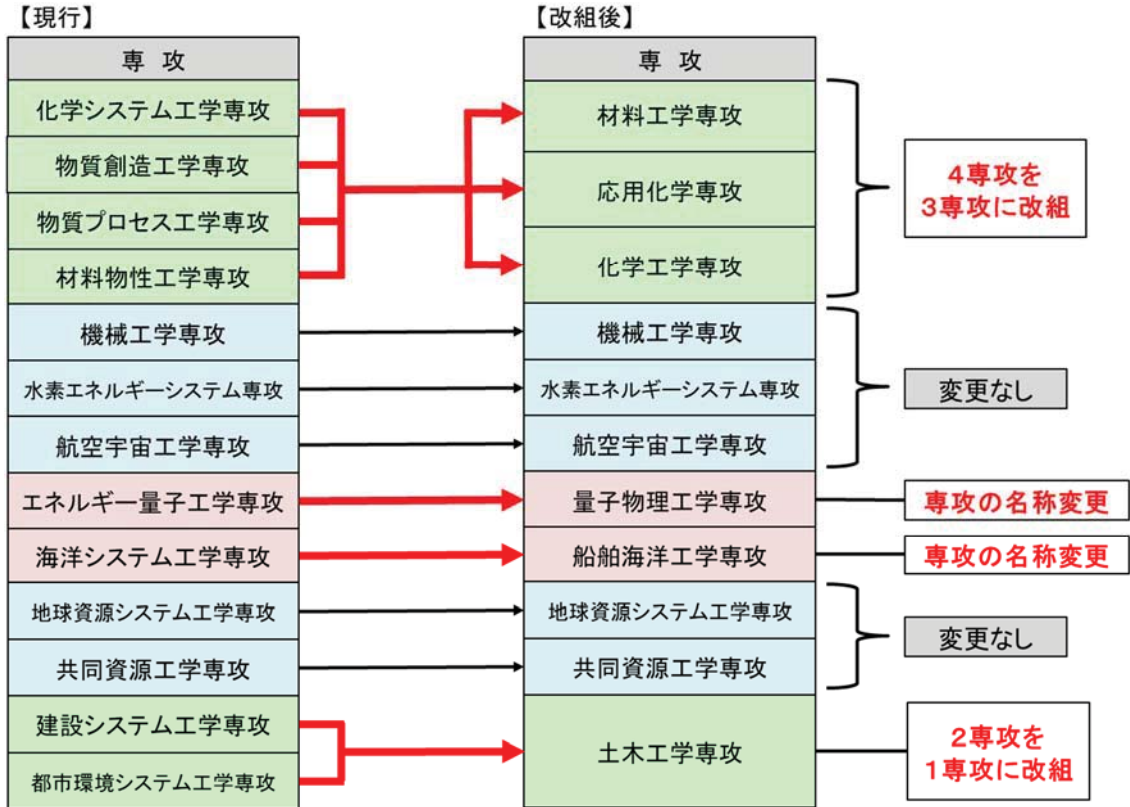 【現行】
専 攻
化学システム工学専攻
物質創造工学専攻
物質プロセス工学専攻
材料物性工学専攻
機械工学専攻
水素エネルギーシステム専攻
航空宇宙工学専攻
エネルギー量子工学専攻
海洋システム工学専攻
地球資源システム工学専攻
共同資源工学専攻
建設システム工学専攻
都市環境システム工学専攻
【改組後】
専 攻
材料工学専攻
応用化学専攻
化学工学専攻
機械工学専攻
水素エネルギーシステム専攻
航空宇宙工学専攻
量子物理工学専攻
船舶海洋工学専攻
地球資源システム工学専攻
共同資源工学専攻
土木工学専攻
4専攻を
3専攻に改組
変更なし
専攻の名称変更
専攻の名称変更
変更なし
2専攻を
1専攻に改組